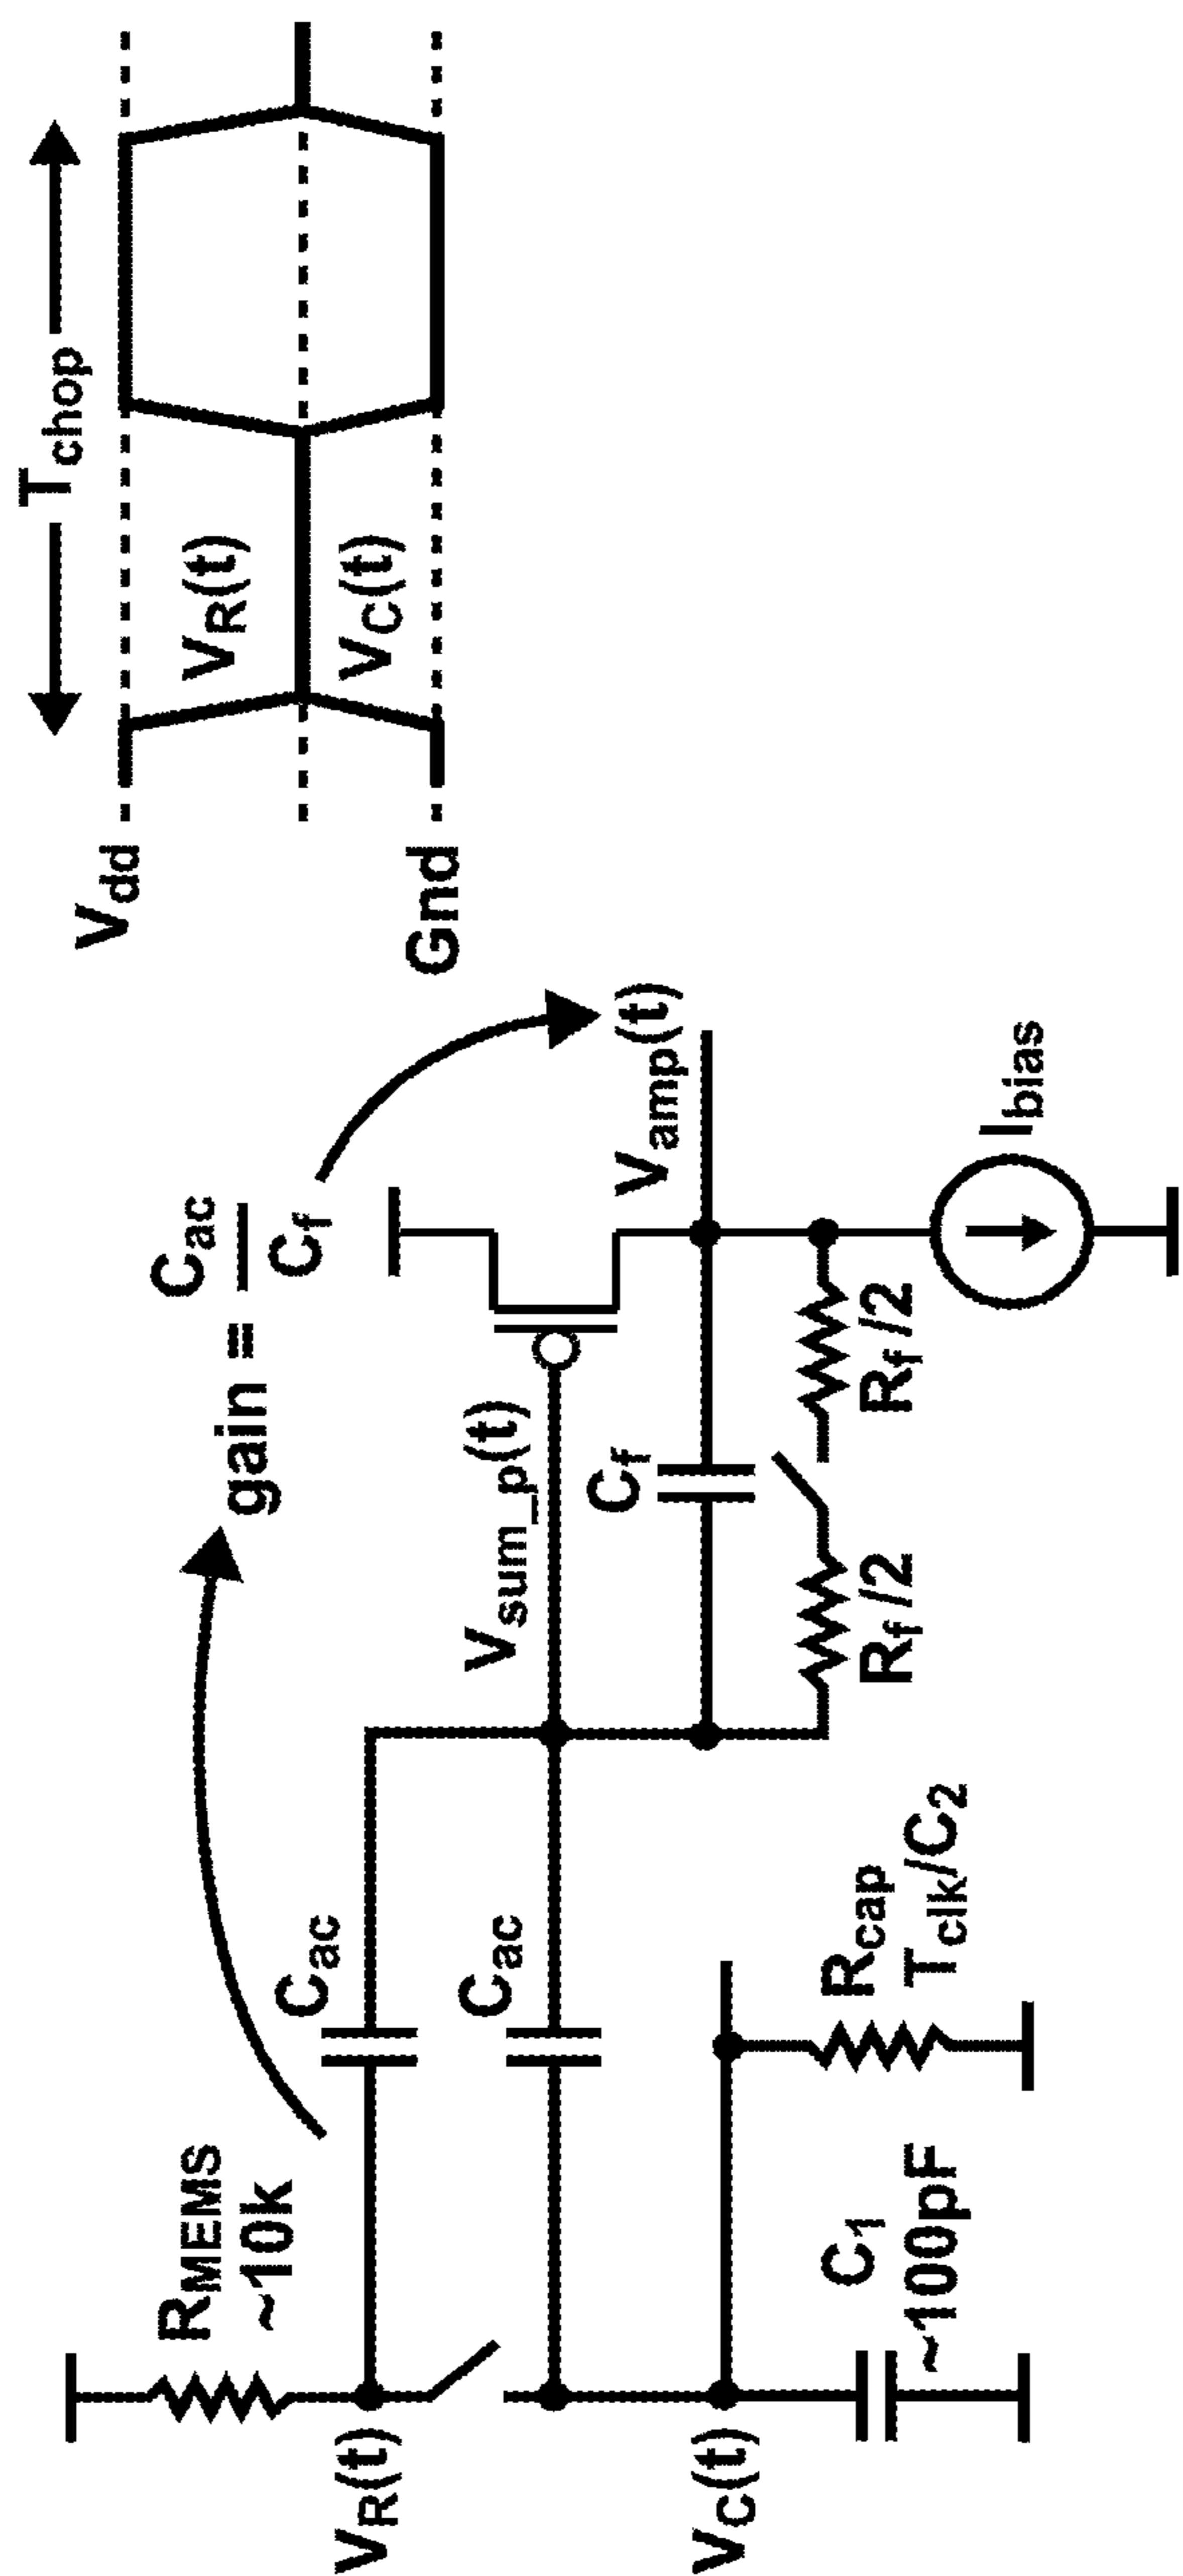 R_MEMS
~10k
V_R(t)
V_C(t)
C_1
~100pF
C_ac
C_ac
R_cap
T_clk/C_2
gain = C_ac
C_f
V_sum_p(t)
C_f
R_f/2
R_f/2
V_amp(t)
I_bias
V_dd
Gnd
T_chop
V_R(t)
V_C(t)